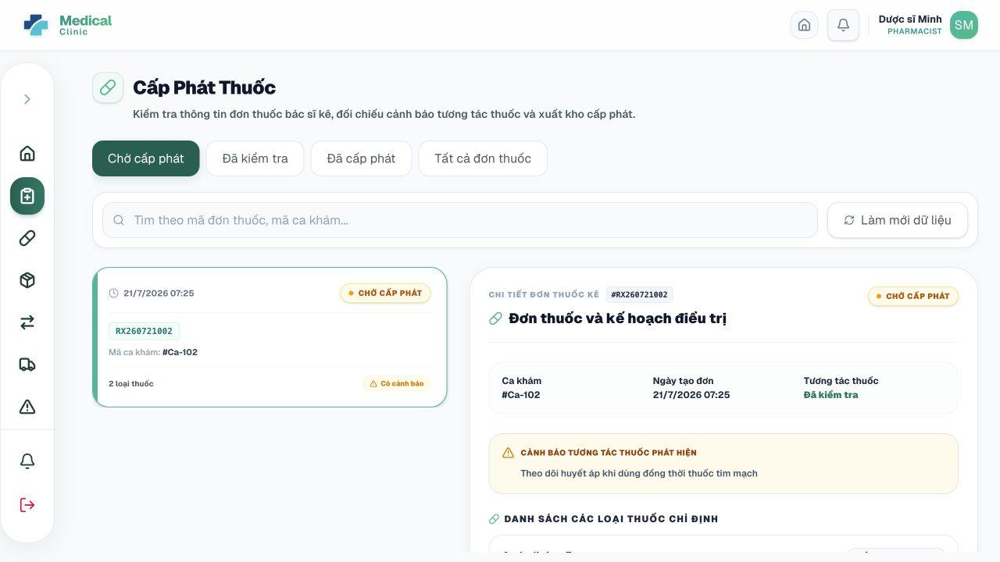 Medical
Clinic
Dược sĩ Minh
PHARMACIST
SM
Cấp Phát Thuốc
Kiểm tra thông tin đơn thuốc bác sĩ kê, đối chiếu cảnh báo tương tác thuốc và xuất kho cấp phát.
Chờ cấp phát
Đã kiểm tra
Đã cấp phát
Tất cả đơn thuốc
Tìm theo mã đơn thuốc, mã ca khám...
Làm mới dữ liệu
21/7/2026 07:25
CHỜ CẤP PHÁT
RX260721002
Mã ca khám: #Ca-102
2 loại thuốc
Có cảnh báo
CHI TIẾT ĐƠN THUỐC KÊ
#RX260721002
CHỜ CẤP PHÁT
Đơn thuốc và kế hoạch điều trị
Ca khám
#Ca-102
Ngày tạo đơn
21/7/2026 07:25
Tương tác thuốc
Đã kiểm tra
CẢNH BÁO TƯƠNG TÁC THUỐC PHÁT HIỆN
Theo dõi huyết áp khi dùng đồng thời thuốc tim mạch
DANH SÁCH CÁC LOẠI THUỐC CHỈ ĐỊNH